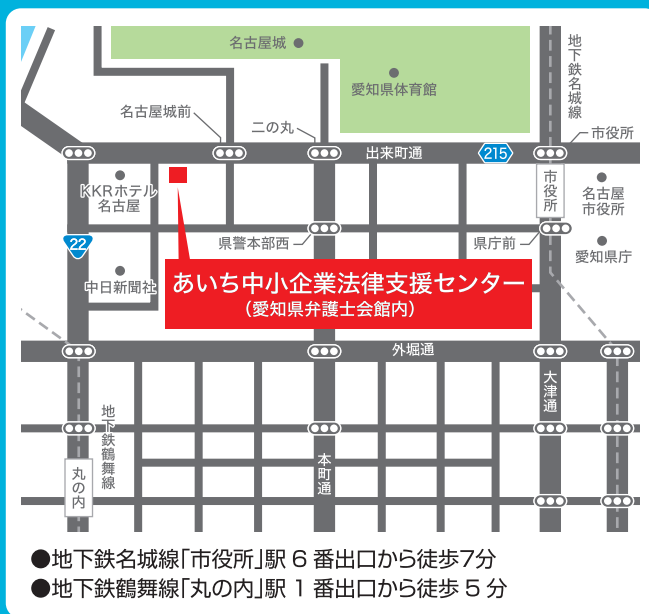 名古屋城
愛知県体育館
地下鉄名城線
名古屋城前
二の丸
市役所
出来町通
215
KKRホテル
名古屋
市役所
名古屋
市役所
22
県警本部西
県庁前
愛知県庁
中日新聞社
あいち中小企業法律支援センター
（愛知県弁護士会館内）
外堀通
大津通
地下鉄鶴舞線
本町通
丸の内
●地下鉄名城線「市役所」駅 6 番出口から徒歩7分
●地下鉄鶴舞線「丸の内」駅 1 番出口から徒歩 5 分